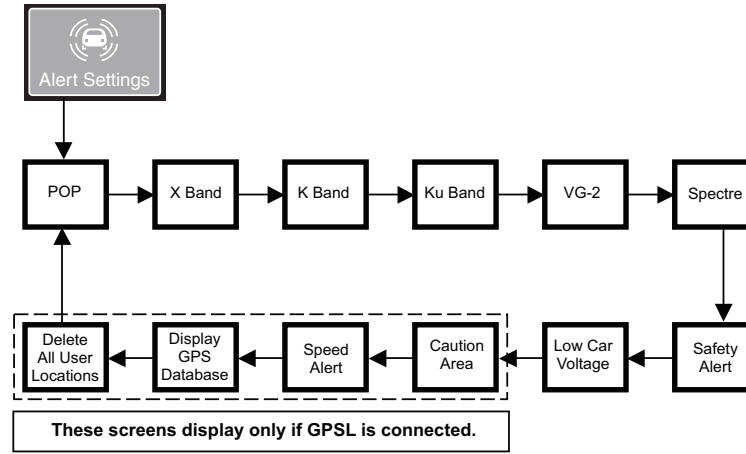 Alert Settings
POP
X Band
K Band
Ku Band
VG-2
Spectre
Delete
All User
Locations
Display
GPS
Database
Speed
Alert
Caution
Area
Low Car
Voltage
Safety
Alert
These screens display only if GPSL is connected.